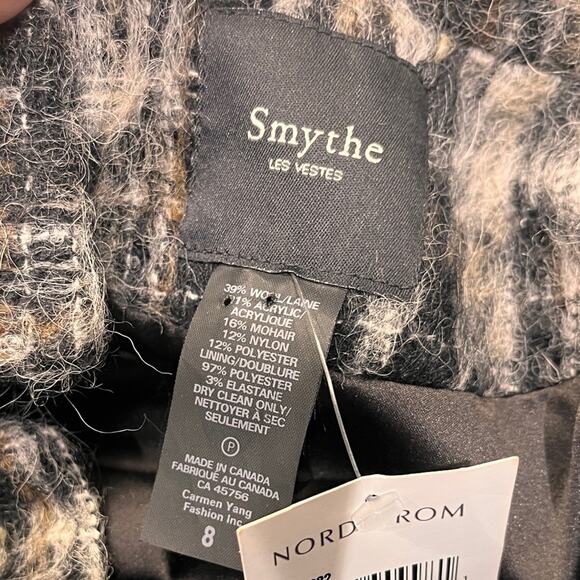 Smythe
LES VESTES
39% WOOL/LAINE
21% ACRYLIC/
ACRYLIQUE
16% MOHAIR
12% NYLON
12% POLYESTER
LINING/DOUBLURE
97% POLYESTER
3% ELASTANE
DRY CLEAN ONLY/
NETTOYER À SEC
SEULEMENT
P
MADE IN CANADA
FABRIQUÉ AU CANADA
CA 45756
Carmen Yang
Fashion Inc.
8
NORDSTROM